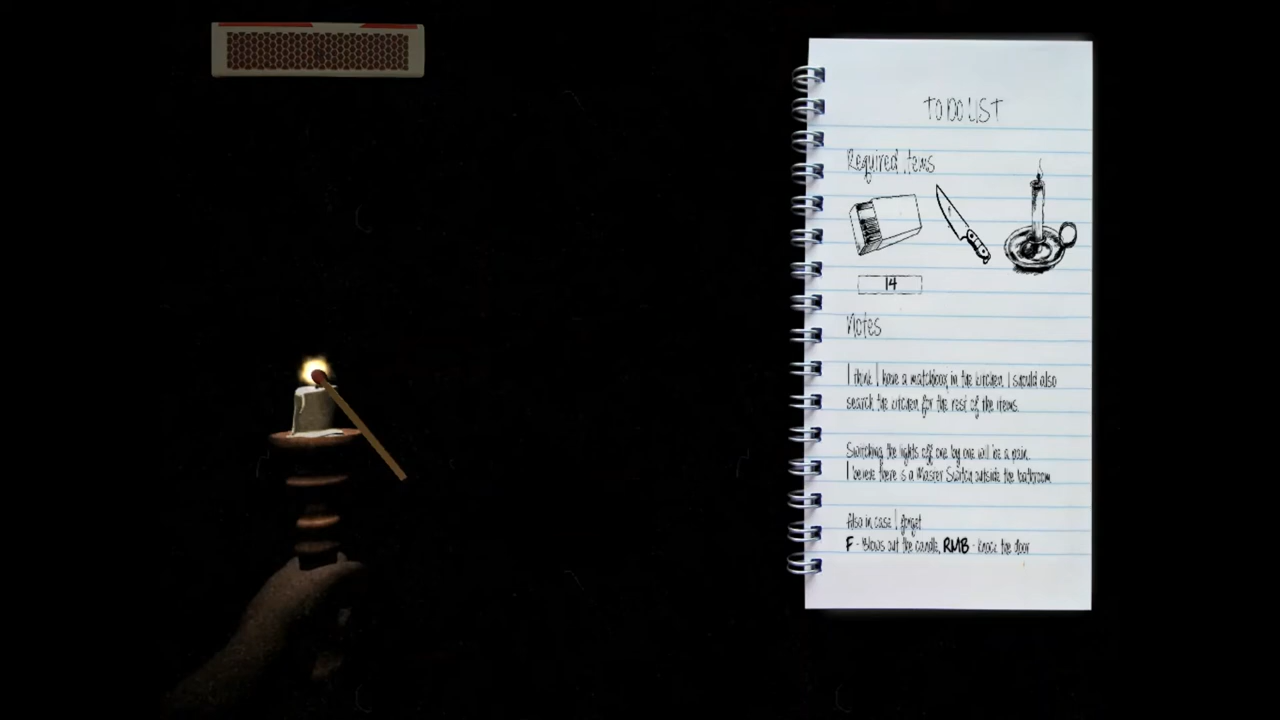 TO DO LIST
Required items
14
Notes
I think I have a matchbox in the kitchen. I should also
search the kitchen for the rest of the items.
Switching the lights off one by one will be a pain.
I believe there is a Master Switch outside the bathroom
Also in case I forget
F - Blows out the candle, RMB - Knock the door